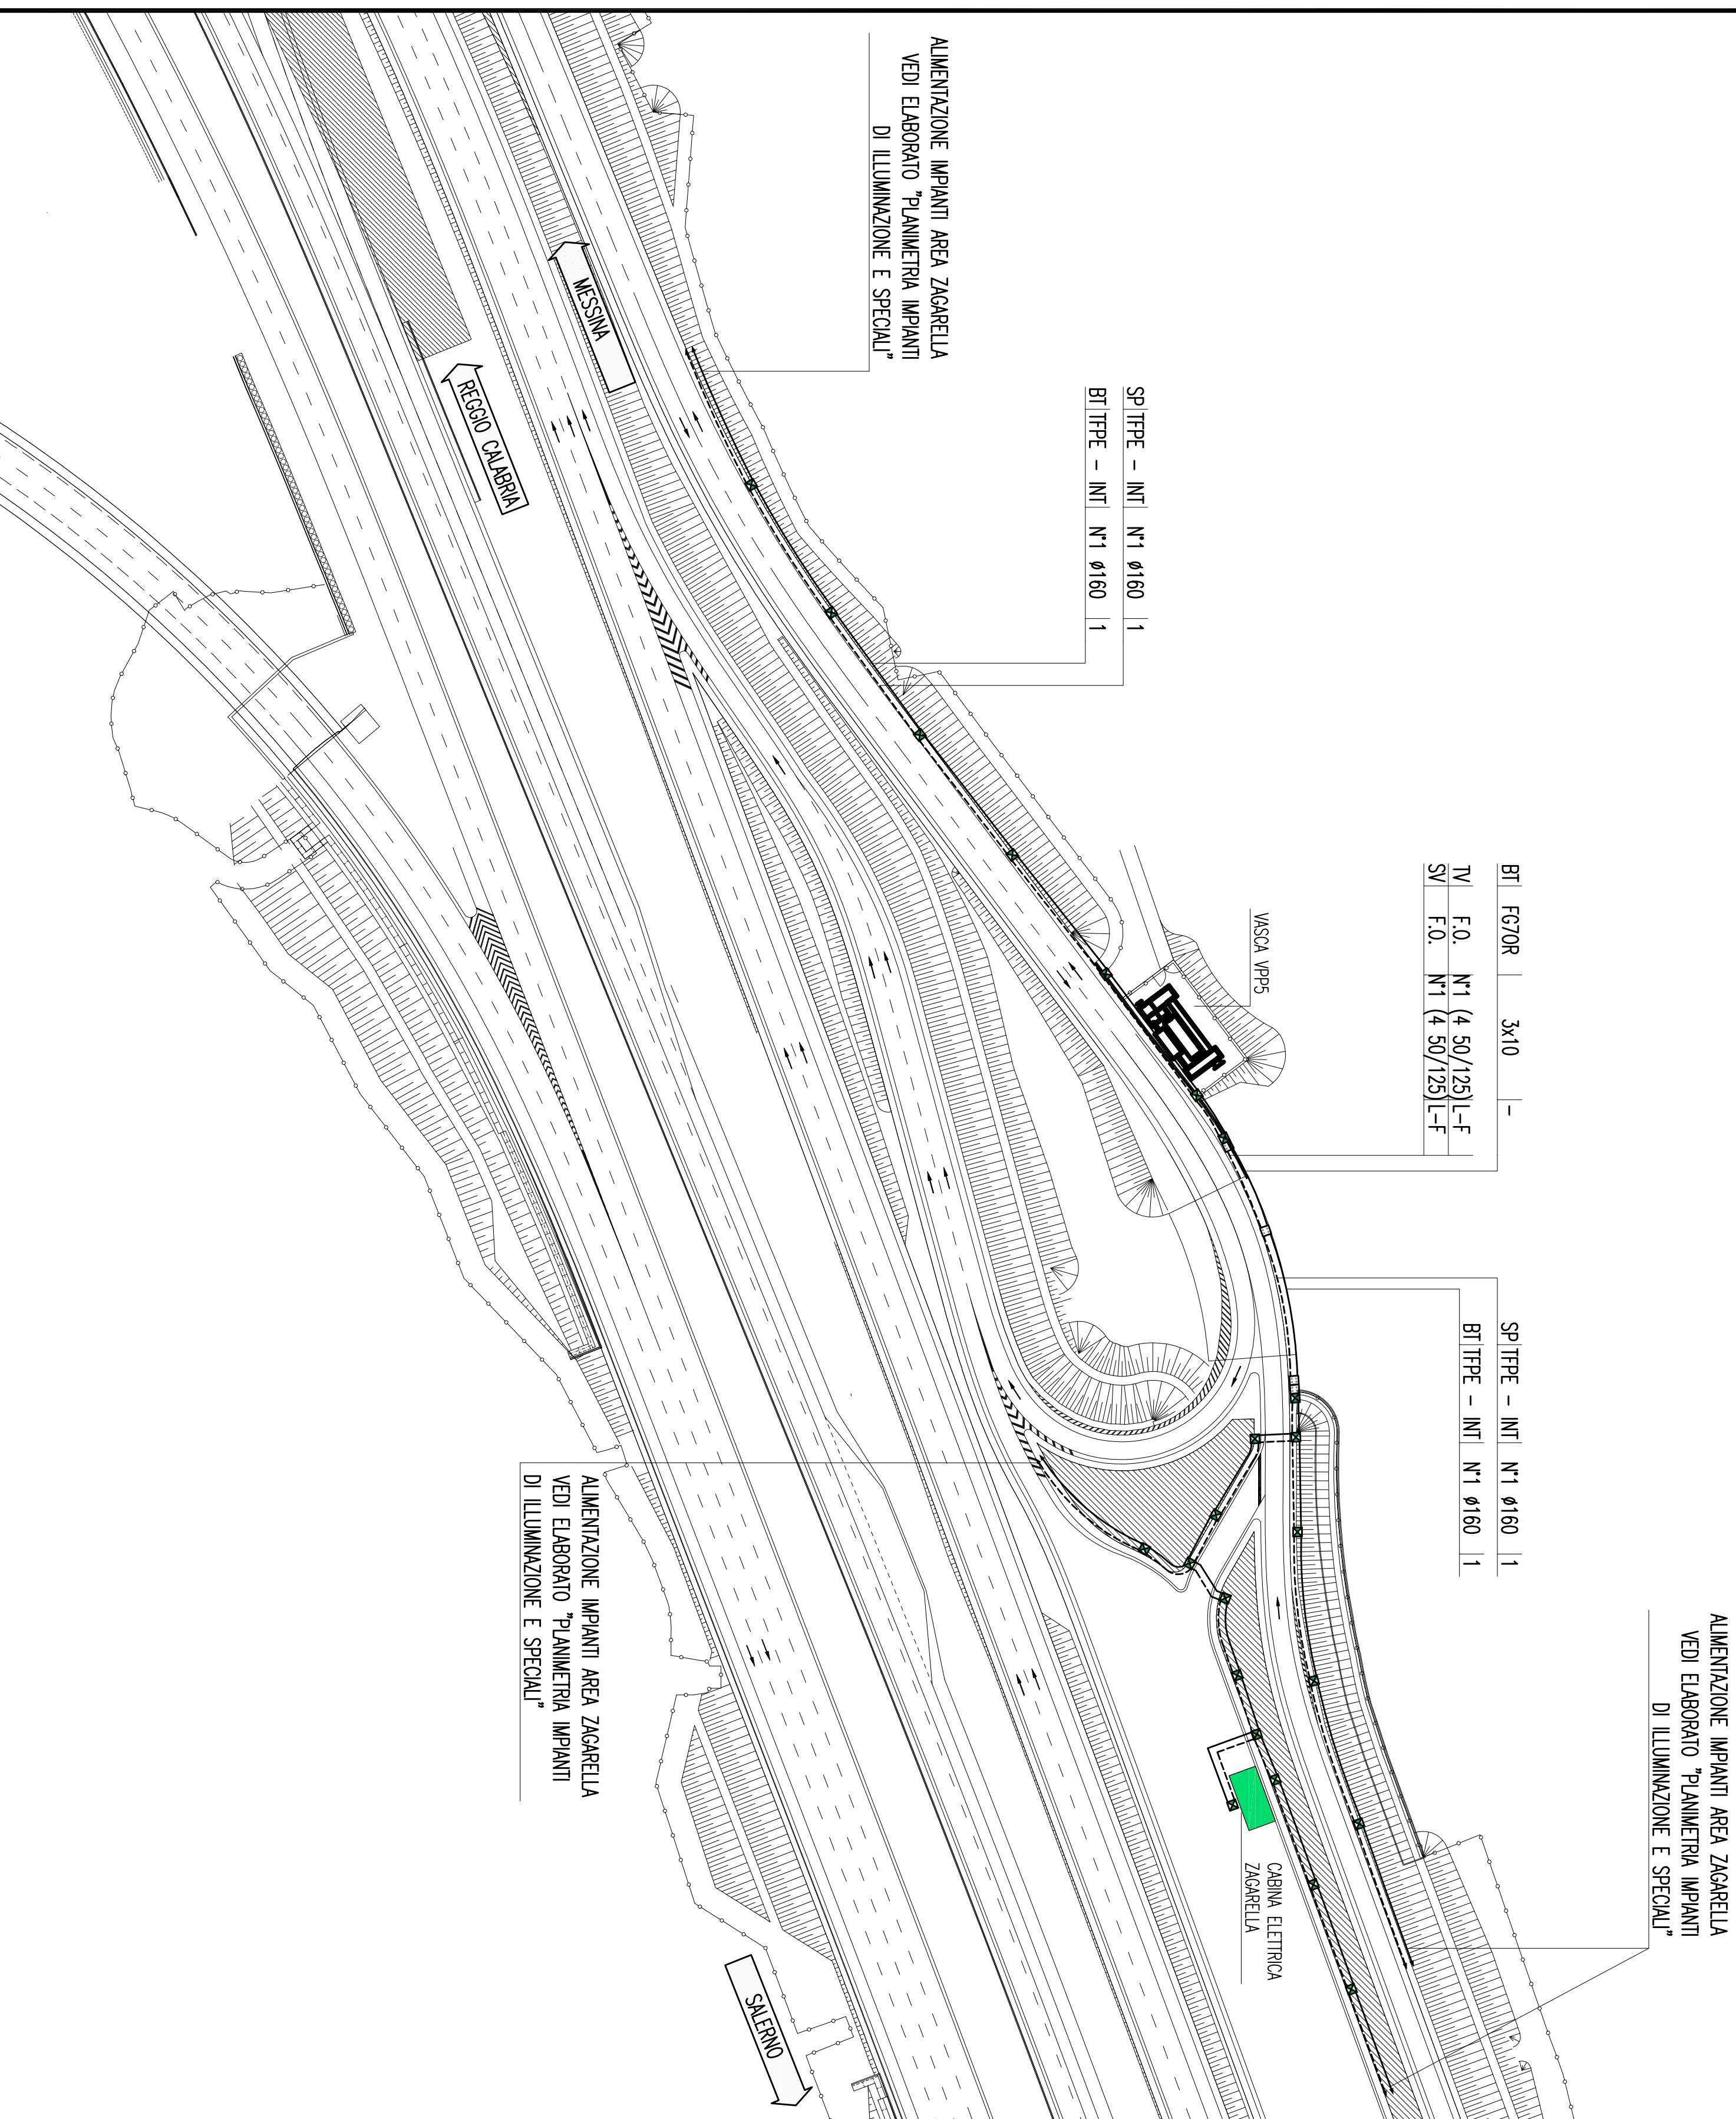 ALIMENTAZIONE IMPIANTI AREA ZAGARELLA
VEDI ELABORATO "PLANIMETRIA IMPIANTI
DI ILLUMINAZIONE E SPECIALI"
SP TFPE - INT N°1 ø160 1
BT TFPE - INT N°1 ø160 1
BT FG7OR 3x10 -
TV F.O. N°1 (4 50/125) L-F
SV F.O. N°1 (4 50/125) L-F
VASCA VPP5
SP TFPE - INT N°1 ø160 1
BT TFPE - INT N°1 ø160 1
ALIMENTAZIONE IMPIANTI AREA ZAGARELLA
VEDI ELABORATO "PLANIMETRIA IMPIANTI
DI ILLUMINAZIONE E SPECIALI"
MESSINA
REGGIO CALABRIA
ALIMENTAZIONE IMPIANTI AREA ZAGARELLA
VEDI ELABORATO "PLANIMETRIA IMPIANTI
DI ILLUMINAZIONE E SPECIALI"
CABINA ELETTRICA
ZAGARELLA
SALERNO